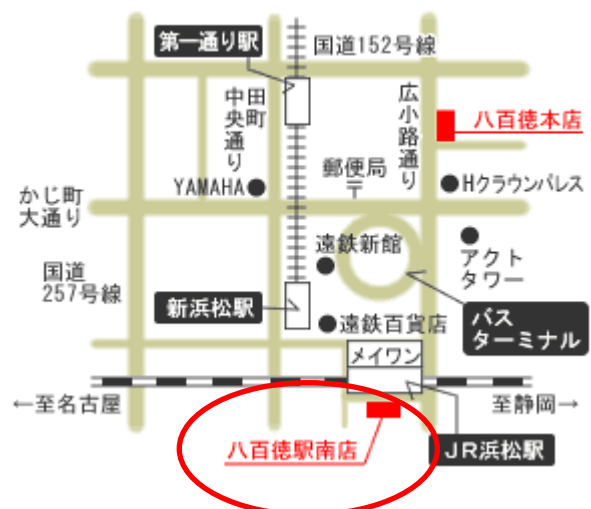 第一通り駅
国道152号線
田町
中央通り
広小路通り
八百徳本店
郵便局
〒
YAMAHA
Hクラウンパレス
かじ町
大通り
遠鉄新館
アクト
タワー
国道
257号線
新浜松駅
遠鉄百貨店
バス
ターミナル
メイワン
←至名古屋
至静岡→
八百徳駅南店
JR浜松駅